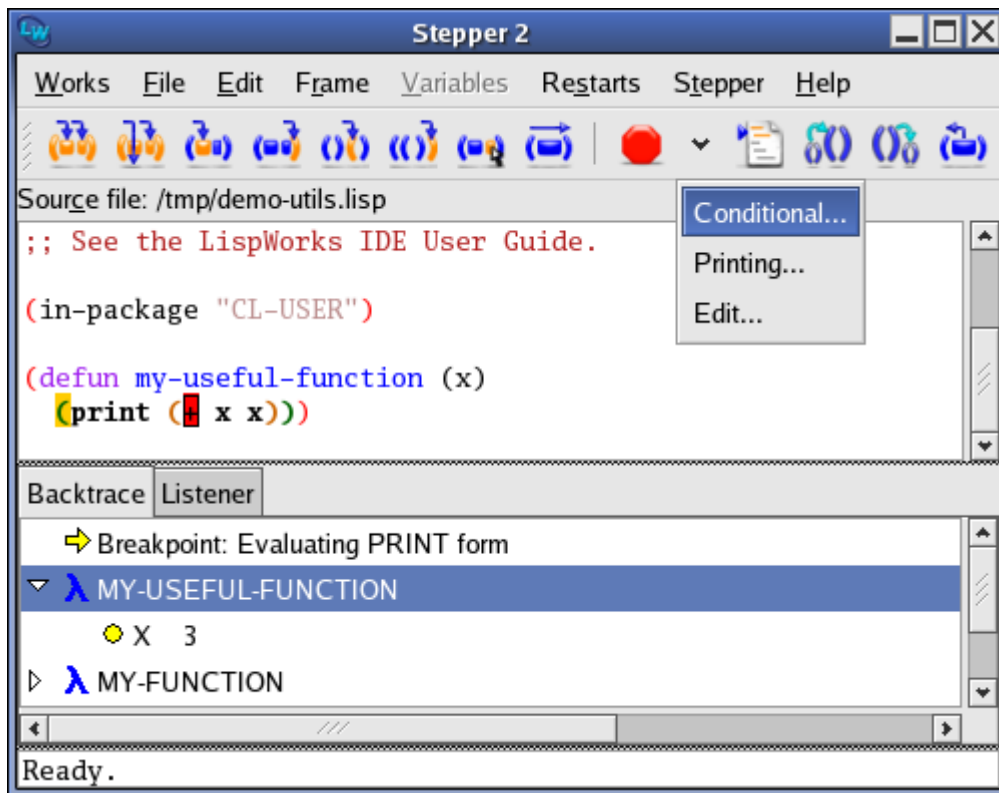 LW Stepper 2
Works File Edit Frame Variables Restarts Stepper Help
Source file: /tmp/demo-utils.lisp
Conditional...
Printing...
Edit...
;; See the LispWorks IDE User Guide.
(in-package "CL-USER")
(defun my-useful-function (x)
(print (+ x x)))
Backtrace Listener
Breakpoint: Evaluating PRINT form
λ MY-USEFUL-FUNCTION
X 3
λ MY-FUNCTION
Ready.